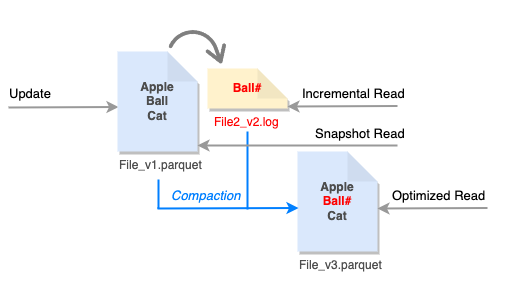 Update
Apple
Ball
Cat
File_v1.parquet
Ball#
File2_v2.log
Incremental Read
Snapshot Read
Compaction
Apple
Ball#
Cat
File_v3.parquet
Optimized Read